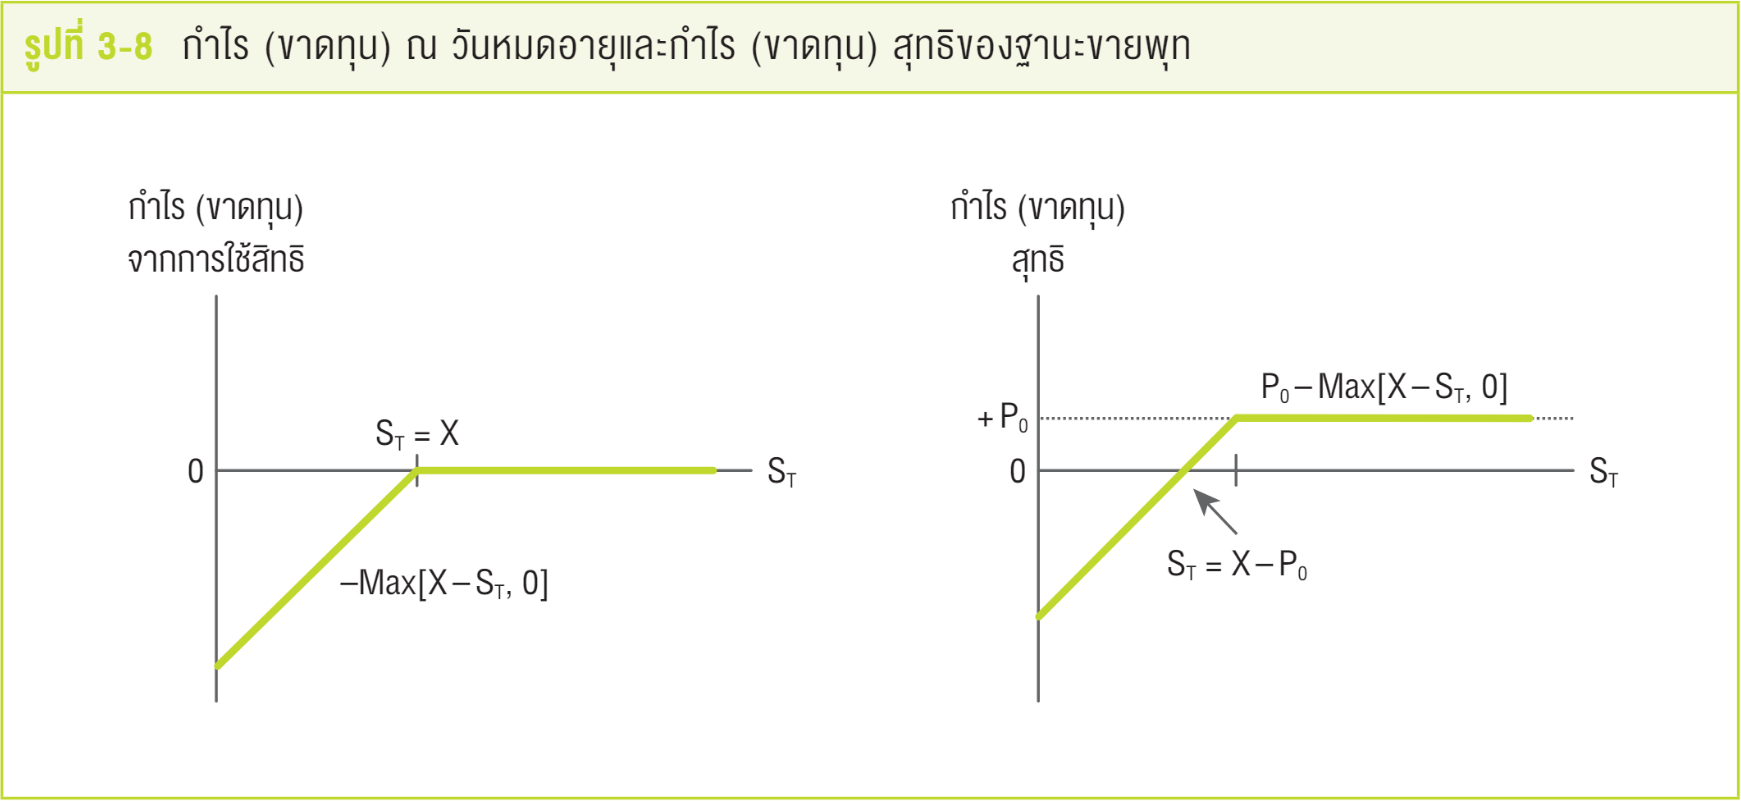 รูปที่ 3-8 กำไร (ขาดทุน) ณ วันหมดอายุและกำไร (ขาดทุน) สุทธิของฐานะขายพุท
กำไร (ขาดทุน)
จากการใช้สิทธิ
S_T = X
0
S_T
–Max[X – S_T, 0]
กำไร (ขาดทุน)
สุทธิ
P_0 – Max[X – S_T, 0]
+ P_0
0
S_T
S_T = X – P_0